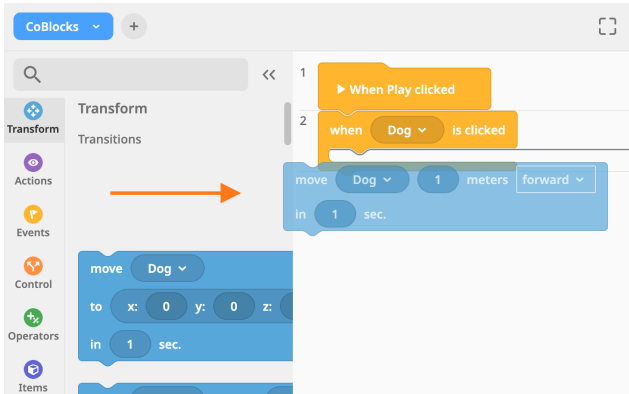 CoBlocks
Transform
Transitions
Transform
Actions
Events
Control
Operators
Items
move Dog
to x: 0 y: 0 z:
in 1 sec.
1
When Play clicked
2
when Dog is clicked
move Dog 1 meters forward
in 1 sec.